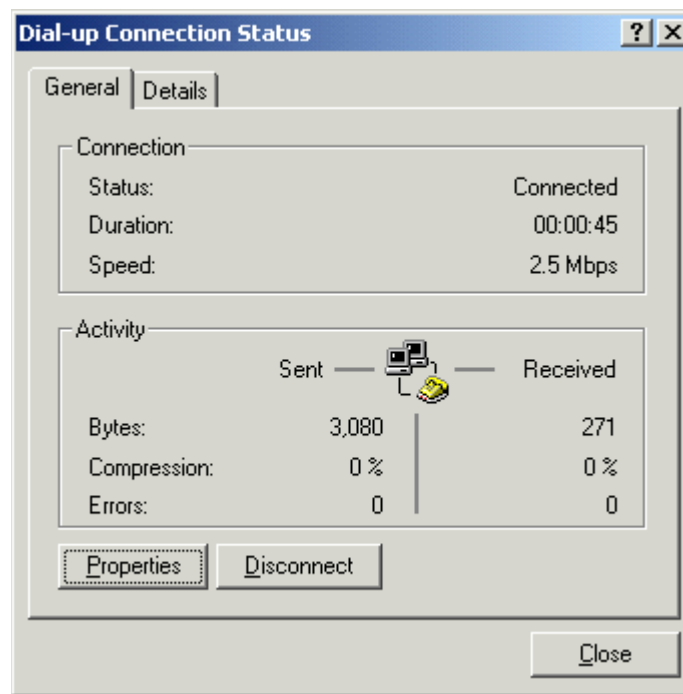 Dial-up Connection Status
General Details
Connection
Status: Connected
Duration: 00:00:45
Speed: 2.5 Mbps
Activity
Sent Received
Bytes: 3,080 271
Compression: 0 % 0 %
Errors: 0 0
Properties Disconnect
Close